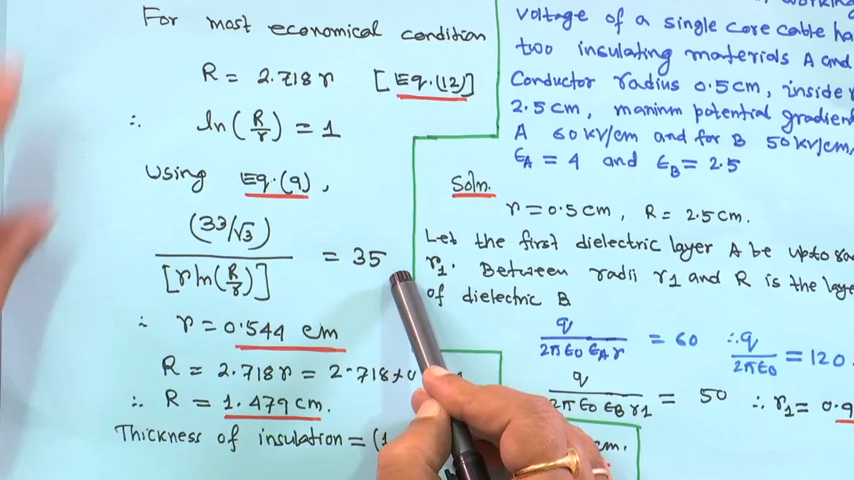 For most economical condition
R = 2.718 r [Eq.(12)]
∴ ln(R/r) = 1
Using Eq.(9),
(33/√3) / [r ln(R/r)] = 35
∴ r = 0.544 cm
R = 2.718 r = 2.718 x
∴ R = 1.479 cm.
Thickness of insulation = (1
voltage of a single core cable ha
two insulating materials A and
Conductor radius 0.5 cm, inside
2.5 cm, maximum potential gradient
A 60 kV/cm and for B 50 kV/cm,
ϵA = 4 and ϵB = 2.5
Soln.
r = 0.5 cm, R = 2.5 cm.
Let the first dielectric layer A be upto ra
r1. Between radii r1 and R is the laye
of dielectric B
q / 2πϵ0 ϵA r = 60 ∴ q / 2πϵ0 = 120
q / 2πϵ0 ϵB r1 = 50 ∴ r1 = 0.9
cm.